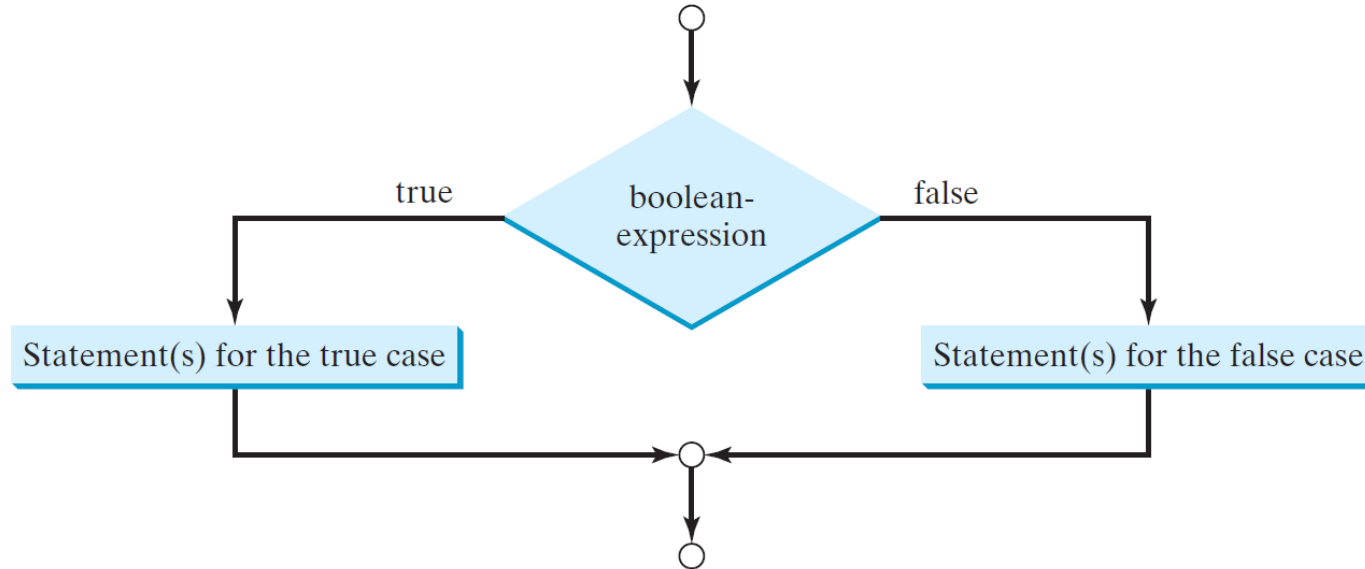 true
boolean-
expression
false
Statement(s) for the true case
Statement(s) for the false case